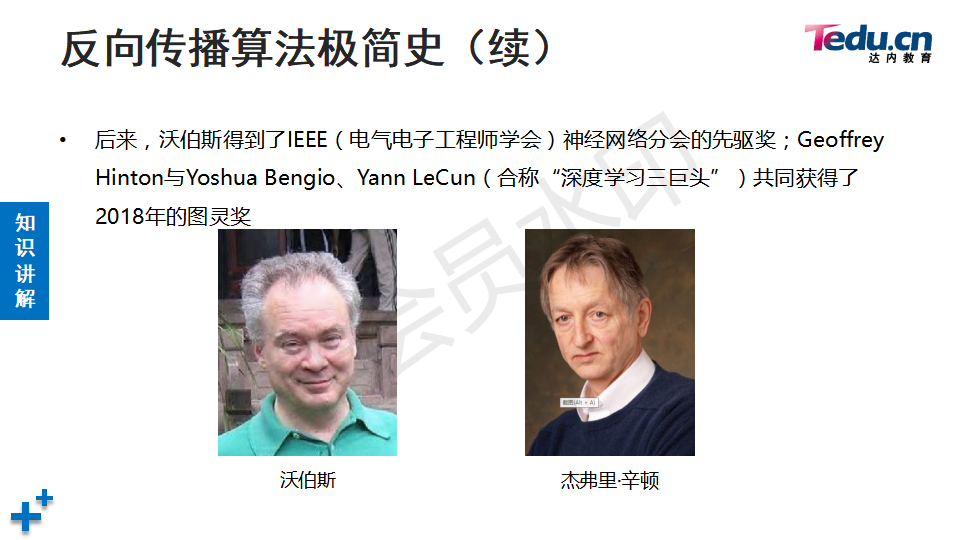 反向传播算法极简史（续）
Tedu.cn
达内教育
• 后来，沃伯斯得到了IEEE（电气电子工程师学会）神经网络分会的先驱奖；Geoffrey
Hinton与Yoshua Bengio、Yann LeCun（合称“深度学习三巨头”）共同获得了
2018年的图灵奖
知识讲解
会员水印
截图(Alt + A)
沃伯斯
杰弗里·辛顿